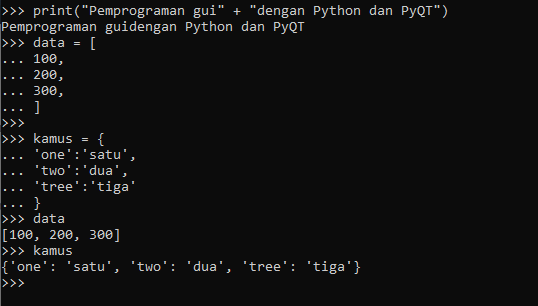 >>> print("Pemprograman gui" + "dengan Python dan PyQT")
Pemprograman guidengan Python dan PyQT
>>> data = [
... 100,
... 200,
... 300,
... ]
>>>
>>> kamus = {
... 'one':'satu',
... 'two':'dua',
... 'tree':'tiga'
... }
>>> data
[100, 200, 300]
>>> kamus
{'one': 'satu', 'two': 'dua', 'tree': 'tiga'}
>>>